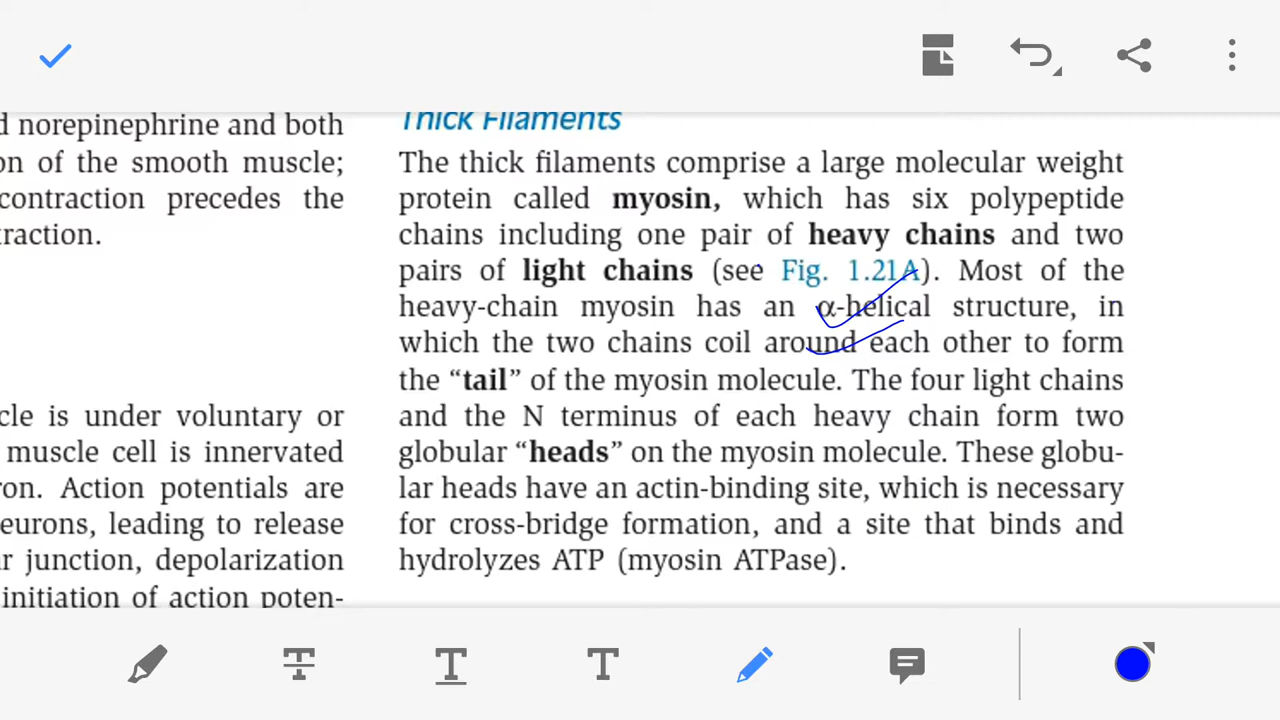 d norepinephrine and both
on of the smooth muscle;
contraction precedes the
raction.
cle is under voluntary or
muscle cell is innervated
ron. Action potentials are
eurons, leading to release
r junction, depolarization
initiation of action poten-
Thick Filaments
The thick filaments comprise a large molecular weight
protein called myosin, which has six polypeptide
chains including one pair of heavy chains and two
pairs of light chains (see Fig. 1.21A). Most of the
heavy-chain myosin has an α-helical structure, in
which the two chains coil around each other to form
the “tail” of the myosin molecule. The four light chains
and the N terminus of each heavy chain form two
globular “heads” on the myosin molecule. These globu-
lar heads have an actin-binding site, which is necessary
for cross-bridge formation, and a site that binds and
hydrolyzes ATP (myosin ATPase).
T T T